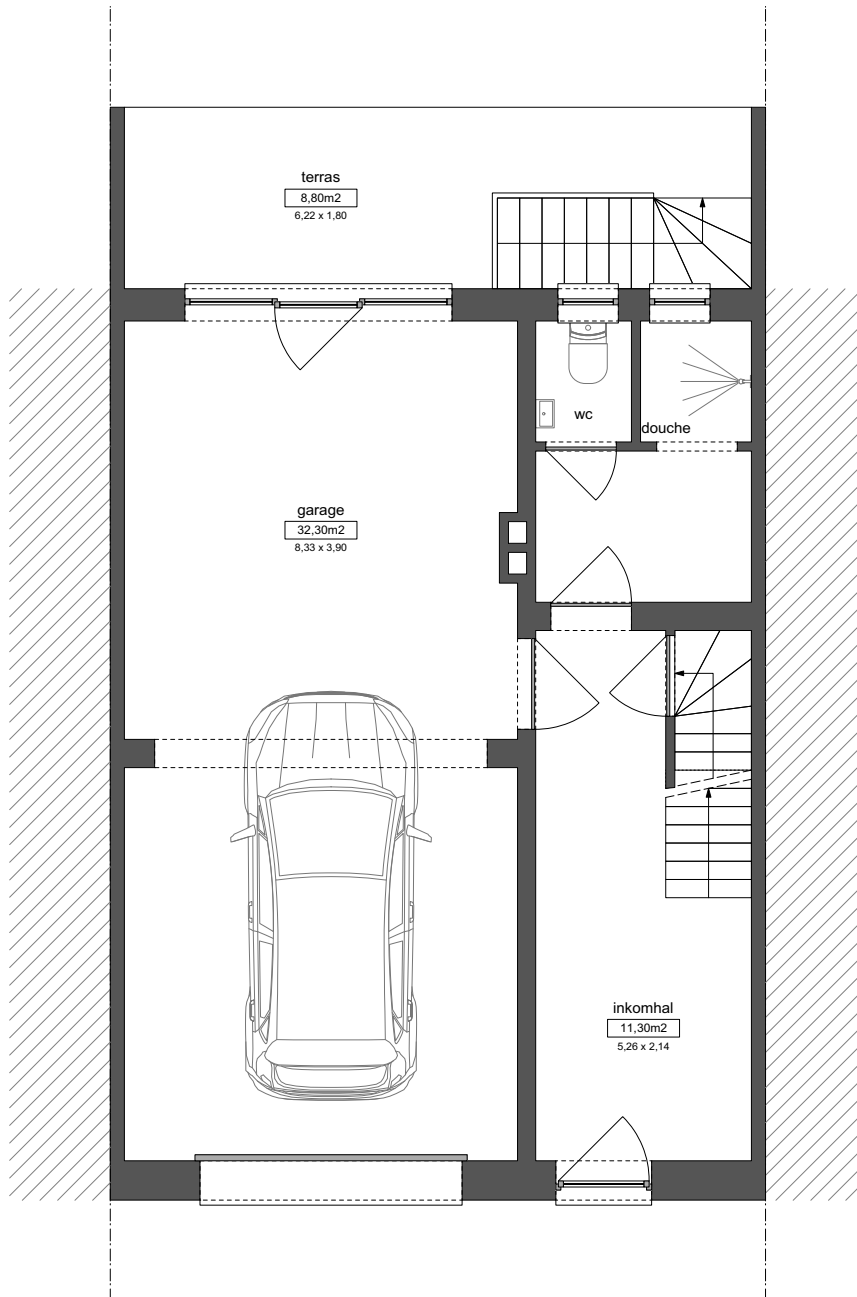 terras
8,80m2
6,22 x 1,80
wc
douche
garage
32,30m2
8,33 x 3,90
inkomhal
11,30m2
5,26 x 2,14